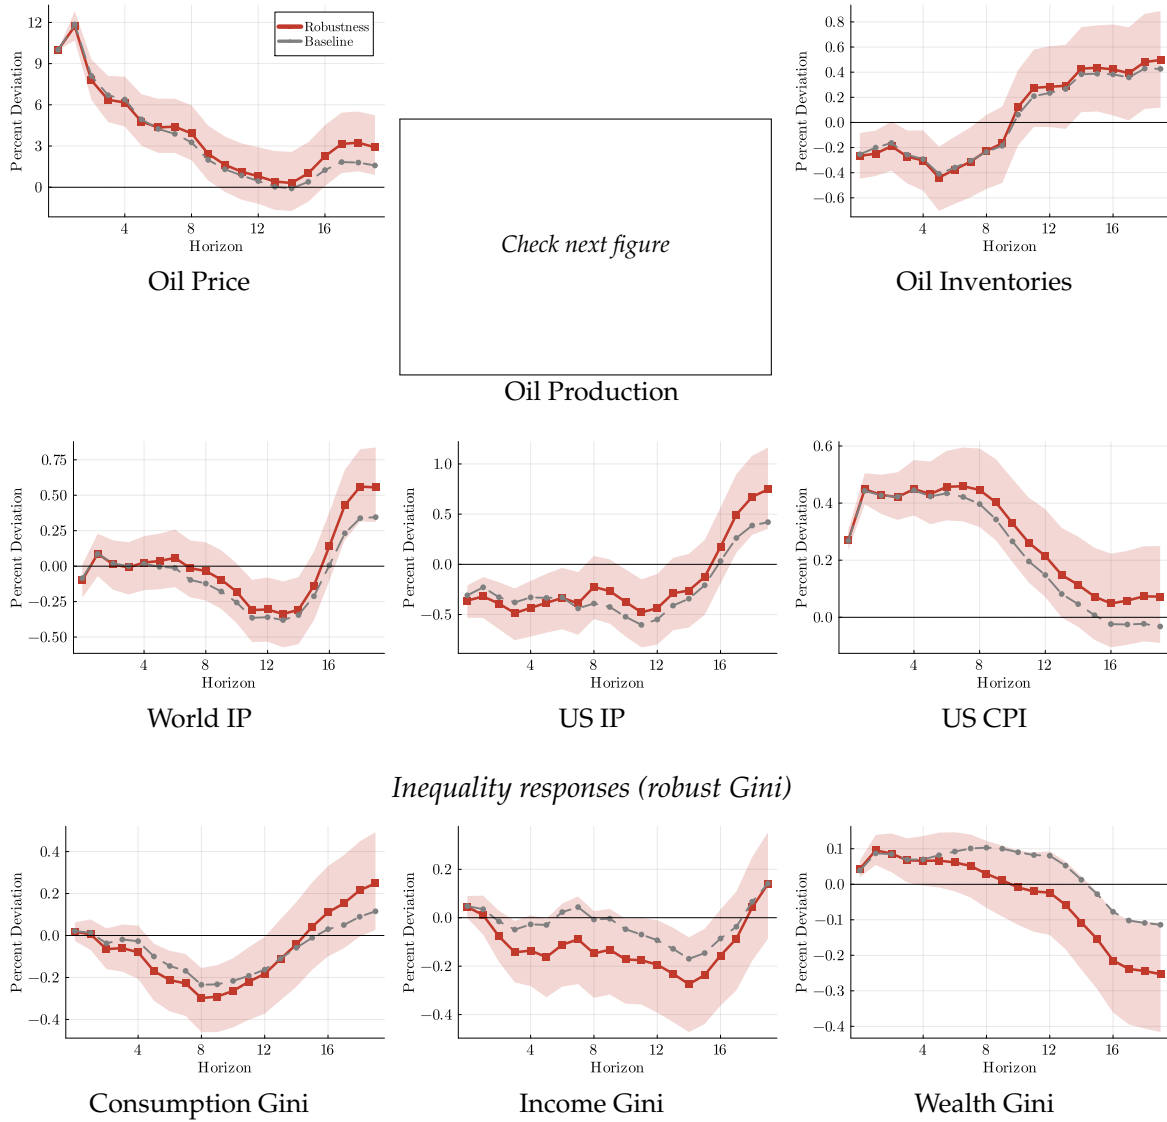 Percent Deviation
12
9
6
3
0
Robustness
Baseline
4 8 12 16
Horizon
Oil Price
Check next figure
Oil Production
Percent Deviation
0.8
0.6
0.4
0.2
0.0
−0.2
−0.4
−0.6
4 8 12 16
Horizon
Oil Inventories
Percent Deviation
0.75
0.50
0.25
0.00
−0.25
−0.50
4 8 12 16
Horizon
World IP
Percent Deviation
1.0
0.5
0.0
−0.5
4 8 12 16
Horizon
US IP
Percent Deviation
0.6
0.4
0.2
0.0
4 8 12 16
Horizon
US CPI
Inequality responses (robust Gini)
Percent Deviation
0.4
0.2
0.0
−0.2
−0.4
4 8 12 16
Horizon
Consumption Gini
Percent Deviation
0.2
0.0
−0.2
−0.4
4 8 12 16
Horizon
Income Gini
Percent Deviation
0.1
0.0
−0.1
−0.2
−0.3
−0.4
4 8 12 16
Horizon
Wealth Gini